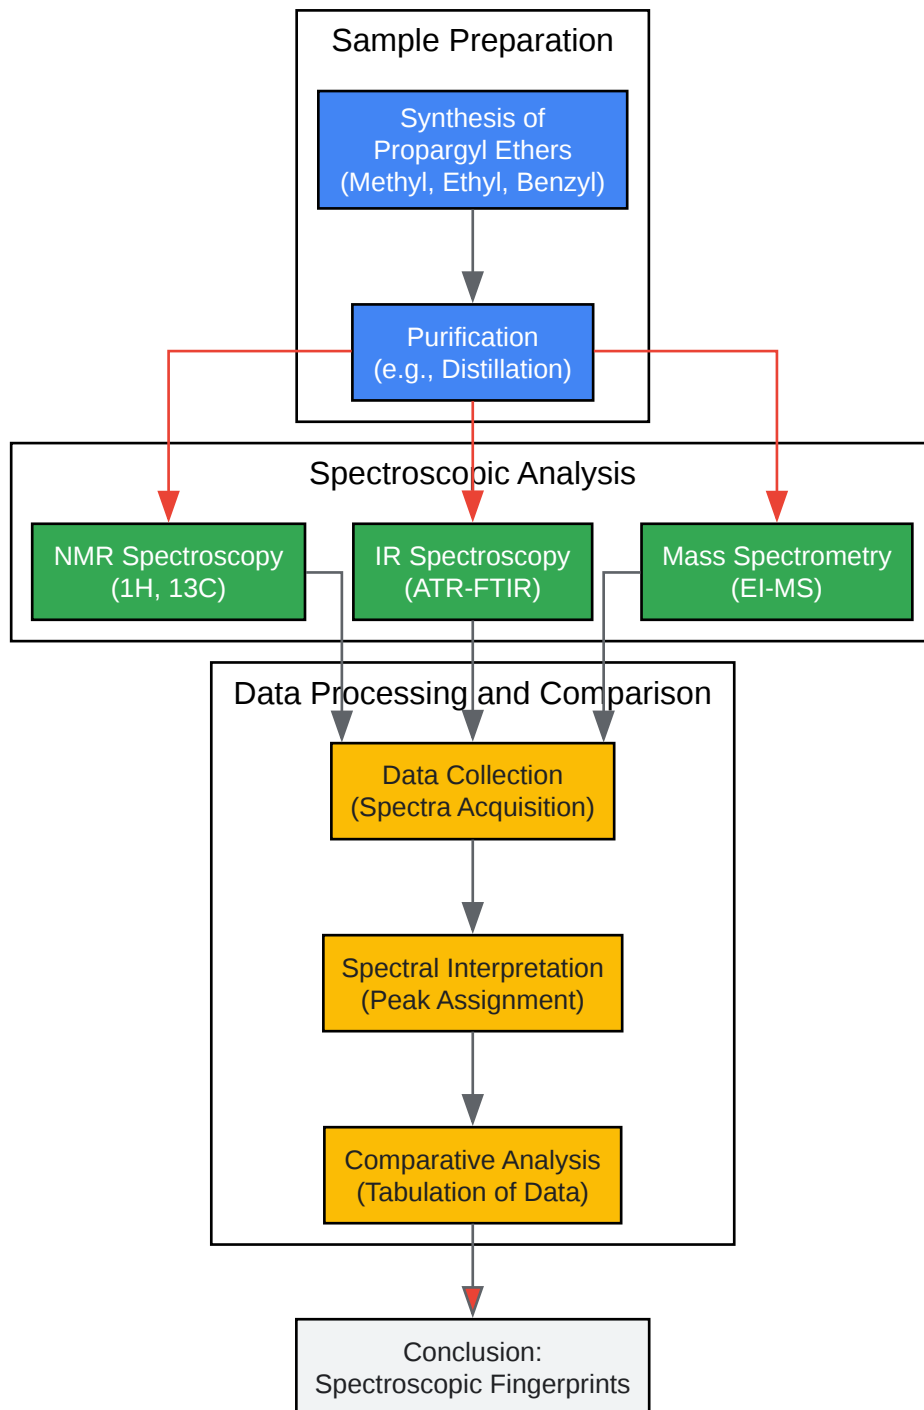 Sample Preparation
Synthesis of
Propargyl Ethers
(Methyl, Ethyl, Benzyl)
Purification
(e.g., Distillation)
Spectroscopic Analysis
NMR Spectroscopy
(1H, 13C)
IR Spectroscopy
(ATR-FTIR)
Mass Spectrometry
(EI-MS)
Data Processing and Comparison
Data Collection
(Spectra Acquisition)
Spectral Interpretation
(Peak Assignment)
Comparative Analysis
(Tabulation of Data)
Conclusion:
Spectroscopic Fingerprints